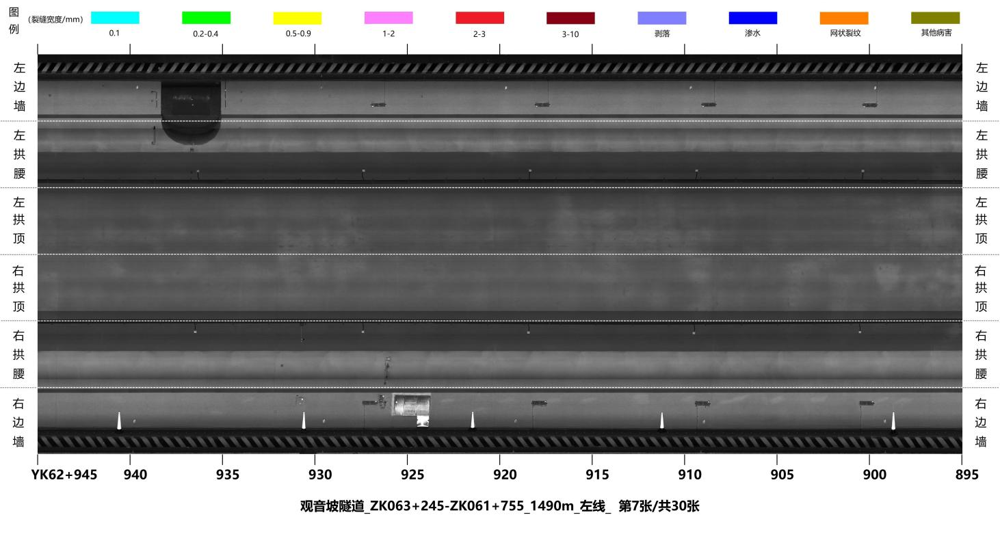 图例
(裂缝宽度/mm)
0.1
0.2-0.4
0.5-0.9
1-2
2-3
3-10
剥落
渗水
网状裂纹
其他病害
左边墙
左边墙
左拱腰
左拱腰
左拱顶
左拱顶
右拱顶
右拱顶
右拱腰
右拱腰
右边墙
右边墙
YK62+945 940 935 930 925 920 915 910 905 900 895
观音坡隧道_ZK063+245-ZK061+755_1490m_左线_ 第7张/共30张